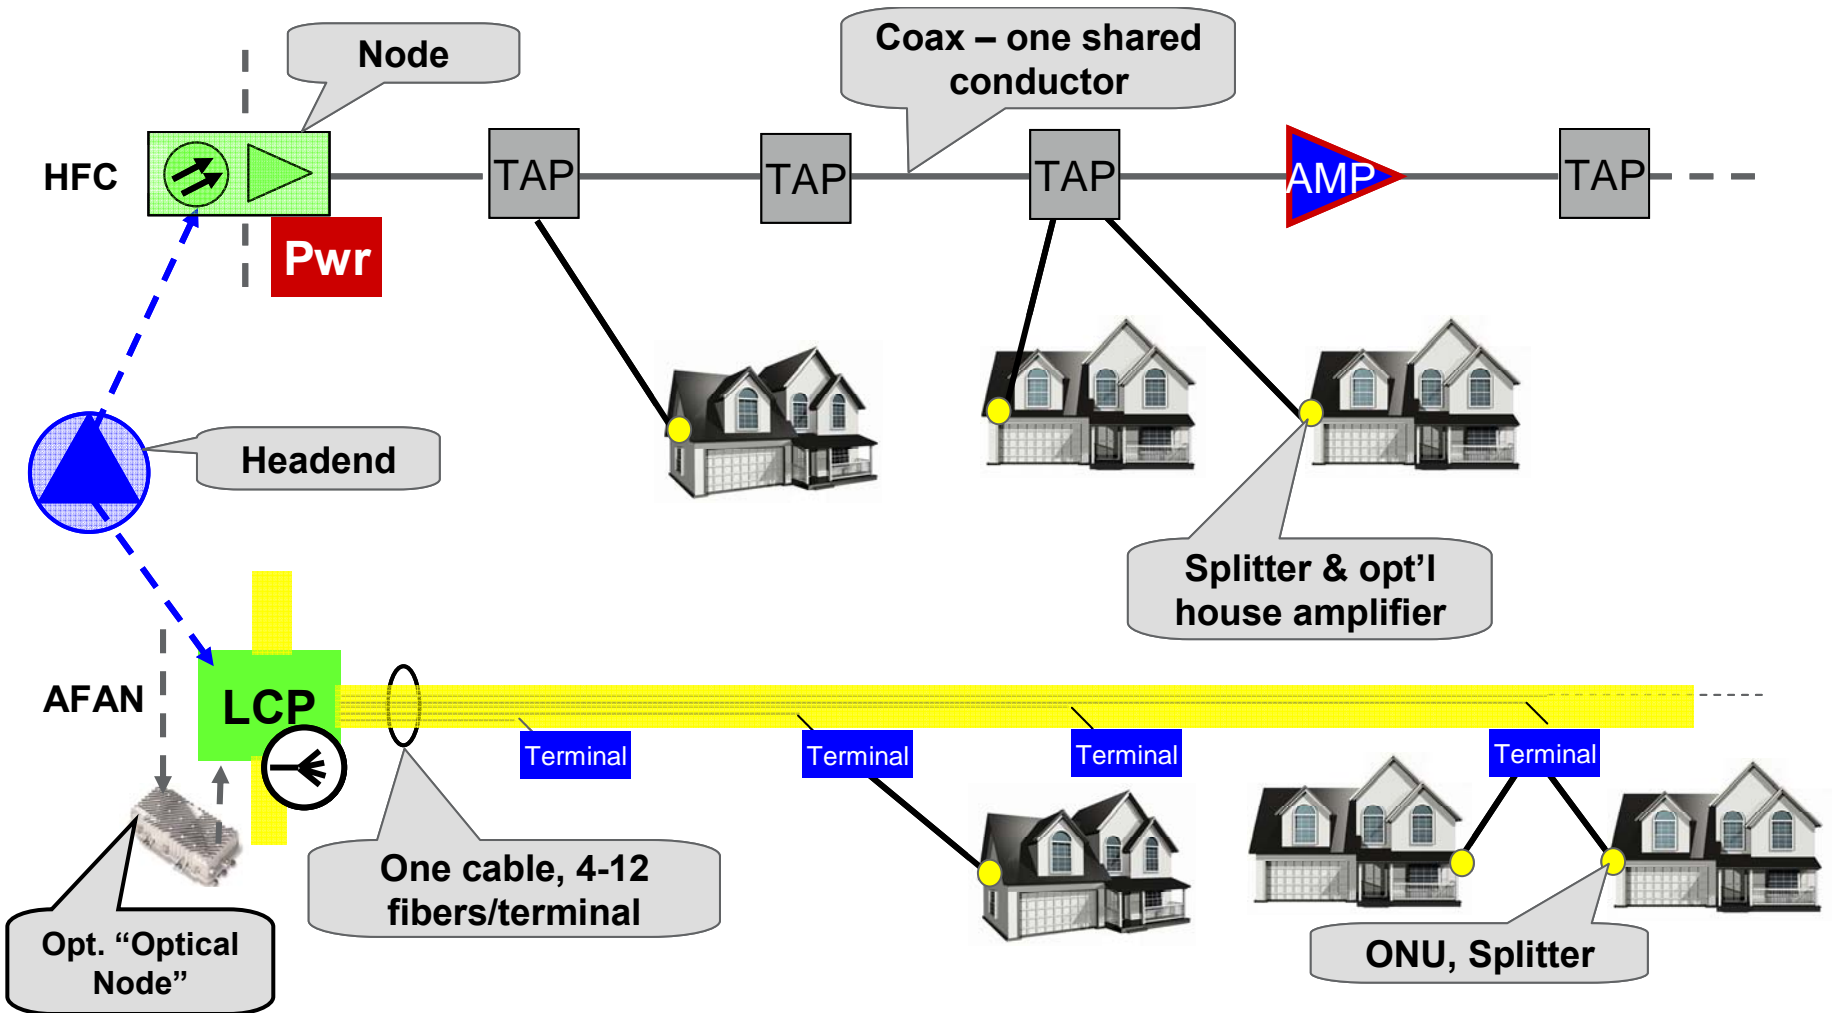 Node
Coax – one shared
conductor
HFC
TAP
TAP
TAP
AMP
TAP
Pwr
Headend
Splitter & opt’l
house amplifier
AFAN
LCP
Terminal
Terminal
Terminal
Terminal
One cable, 4-12
fibers/terminal
Opt. “Optical
Node”
ONU, Splitter